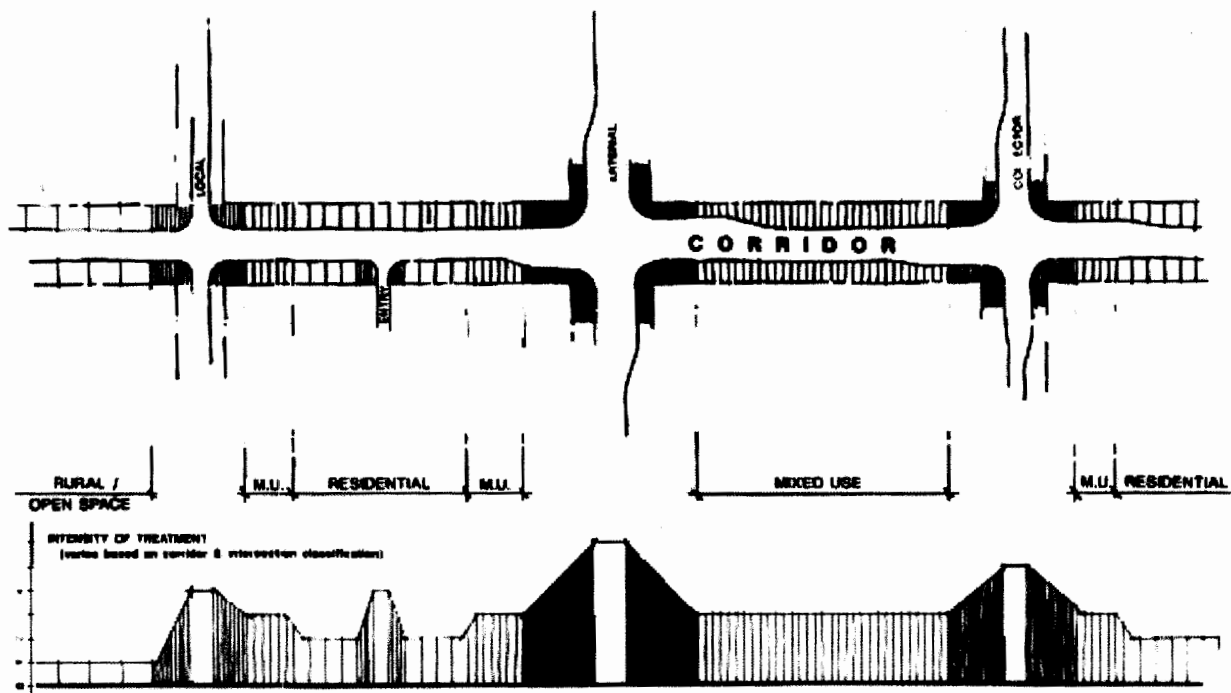 LOCAL
ARTERIAL
COLLECTOR
CORRIDOR
ENTRY
RURAL /
OPEN SPACE
M.U.
RESIDENTIAL
M.U.
MIXED USE
M.U.
RESIDENTIAL
INTENSITY OF TREATMENT
(varies based on corridor & intersection classification)